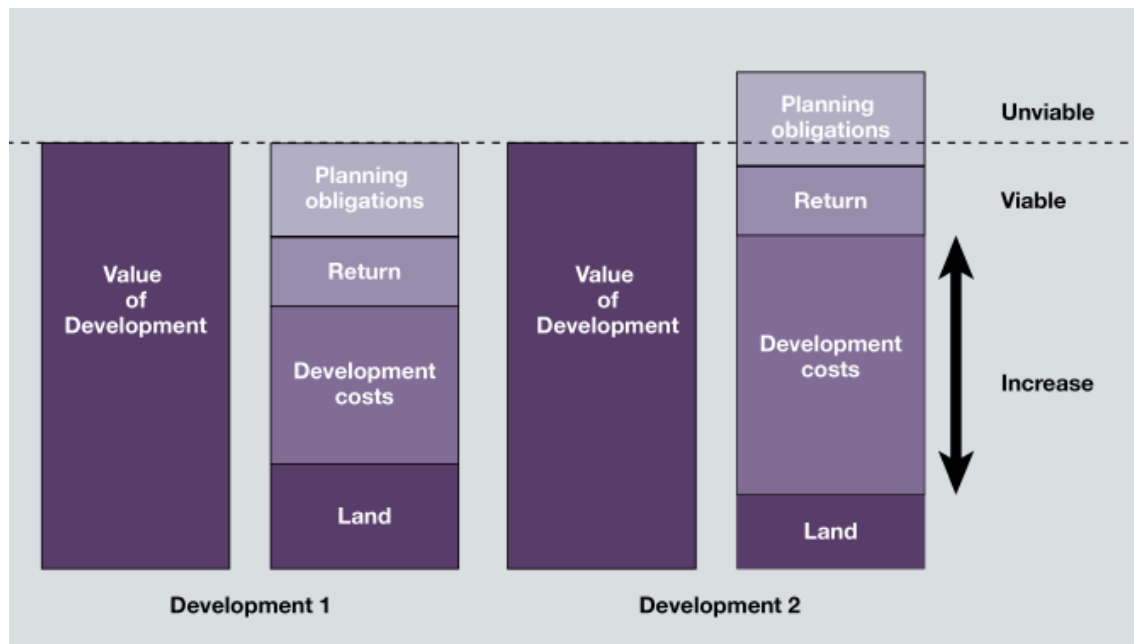 Value
of
Development
Planning
obligations
Return
Development
costs
Land
Development 1
Value
of
Development
Planning
obligations
Return
Development
costs
Land
Development 2
Unviable
Viable
Increase